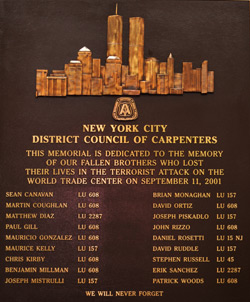 NEW YORK CITY
DISTRICT COUNCIL OF CARPENTERS
THIS MEMORIAL IS DEDICATED TO THE MEMORY
OF OUR FALLEN BROTHERS WHO LOST
THEIR LIVES IN THE TERRORIST ATTACK ON THE
WORLD TRADE CENTER ON SEPTEMBER 11, 2001
SEAN CANAVAN LU 608 BRIAN MONAGHAN LU 157
MARTIN COUGHLAN LU 608 DAVID ORTIZ LU 608
MATTHEW DIAZ LU 2287 JOSEPH PISKADLO LU 157
PAUL GILL LU 608 JOHN RIZZO LU 608
MAURICIO GONZALEZ LU 608 DANIEL ROSETTI L 15 NJ
MAURICE KELLY LU 157 DAVID RUDDLE LU 157
CHRIS KIRBY LU 608 STEPHEN RUSSELL LU 45
BENJAMIN MILLMAN LU 608 ERIK SANCHEZ LU 2287
JOSEPH MISTRULLI LU 157 PATRICK WOODS LU 608
WE WILL NEVER FORGET